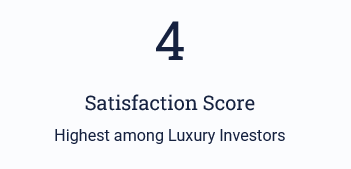 4
Satisfaction Score
Highest among Luxury Investors